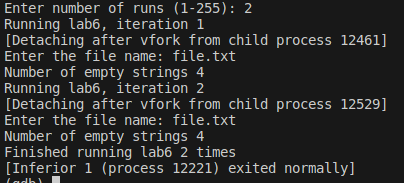 Enter number of runs (1-255): 2
Running lab6, iteration 1
[Detaching after vfork from child process 12461]
Enter the file name: file.txt
Number of empty strings 4
Running lab6, iteration 2
[Detaching after vfork from child process 12529]
Enter the file name: file.txt
Number of empty strings 4
Finished running lab6 2 times
[Inferior 1 (process 12221) exited normally]
(gdb)